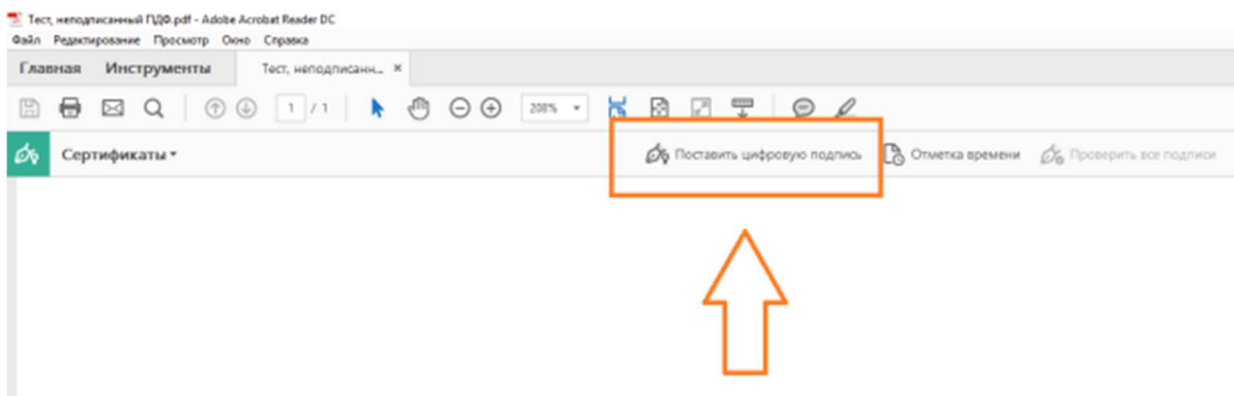 Тест, неподписанный ПДФ.pdf - Adobe Acrobat Reader DC
Файл Редактирование Просмотр Окно Справка
Главная Инструменты Тест, неподписанн... ×
1 / 1 208%
Сертификаты Поставить цифровую подпись Отметка времени Проверить все подписи